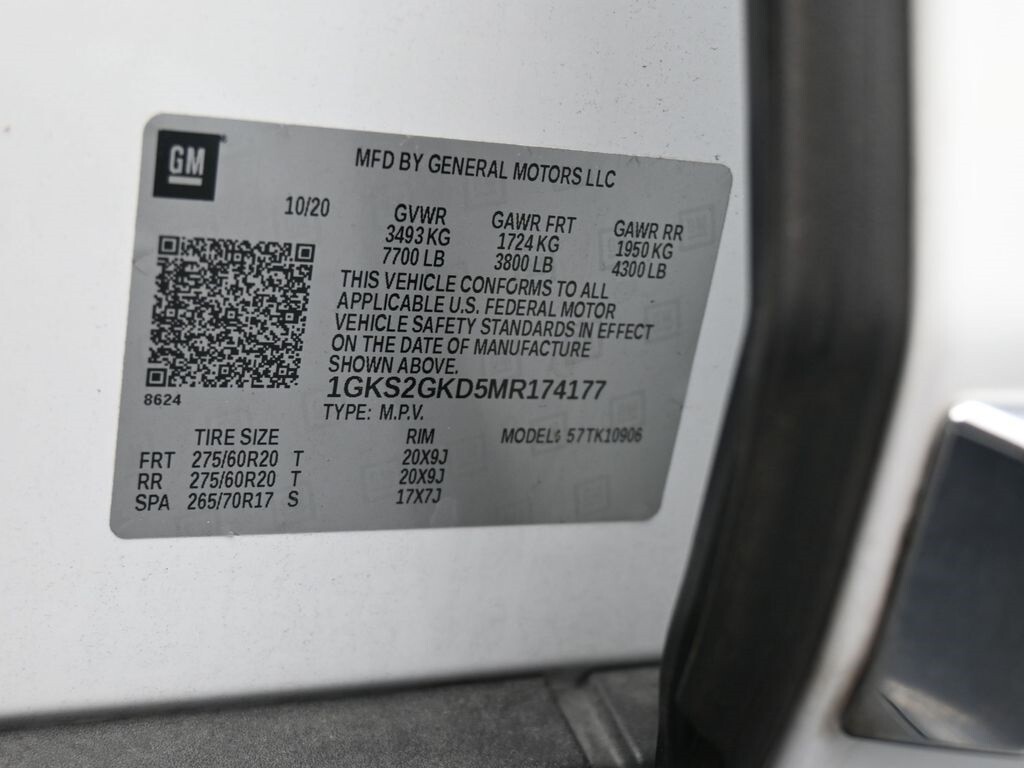 GM
MFD BY GENERAL MOTORS LLC
10/20
GVWR GAWR FRT GAWR RR
3493 KG 1724 KG 1950 KG
7700 LB 3800 LB 4300 LB
THIS VEHICLE CONFORMS TO ALL
APPLICABLE U.S. FEDERAL MOTOR
VEHICLE SAFETY STANDARDS IN EFFECT
ON THE DATE OF MANUFACTURE
SHOWN ABOVE.
8624
1GKS2GKD5MR174177
TYPE: M.P.V.
TIRE SIZE RIM MODEL: 57TK10906
FRT 275/60R20 T 20X9J
RR 275/60R20 T 20X9J
SPA 265/70R17 S 17X7J